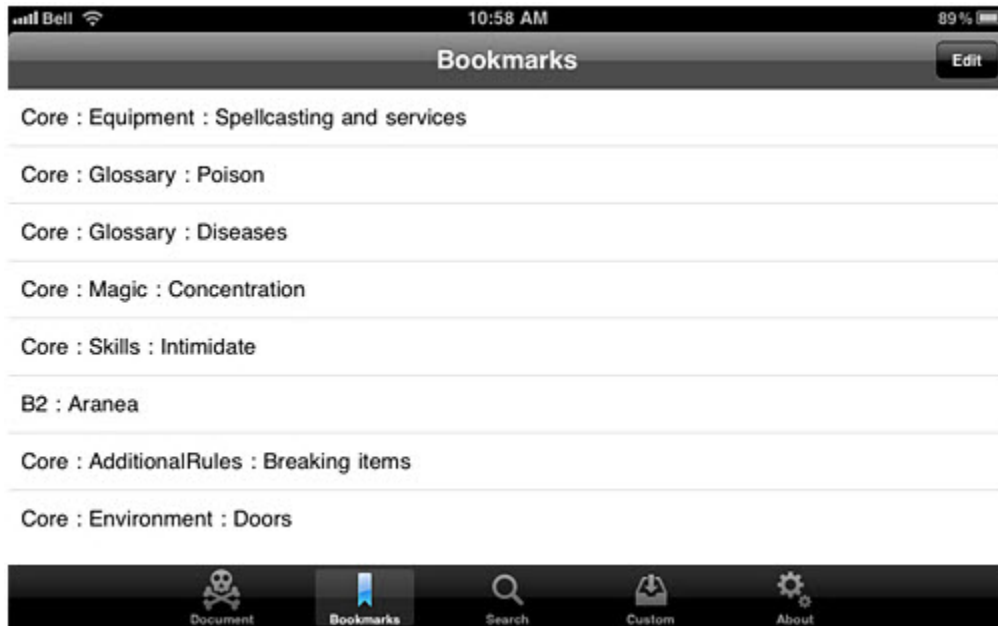 Bell 10:58 AM 89%
Bookmarks Edit
Core : Equipment : Spellcasting and services
Core : Glossary : Poison
Core : Glossary : Diseases
Core : Magic : Concentration
Core : Skills : Intimidate
B2 : Aranea
Core : AdditionalRules : Breaking items
Core : Environment : Doors
Document Bookmarks Search Custom About